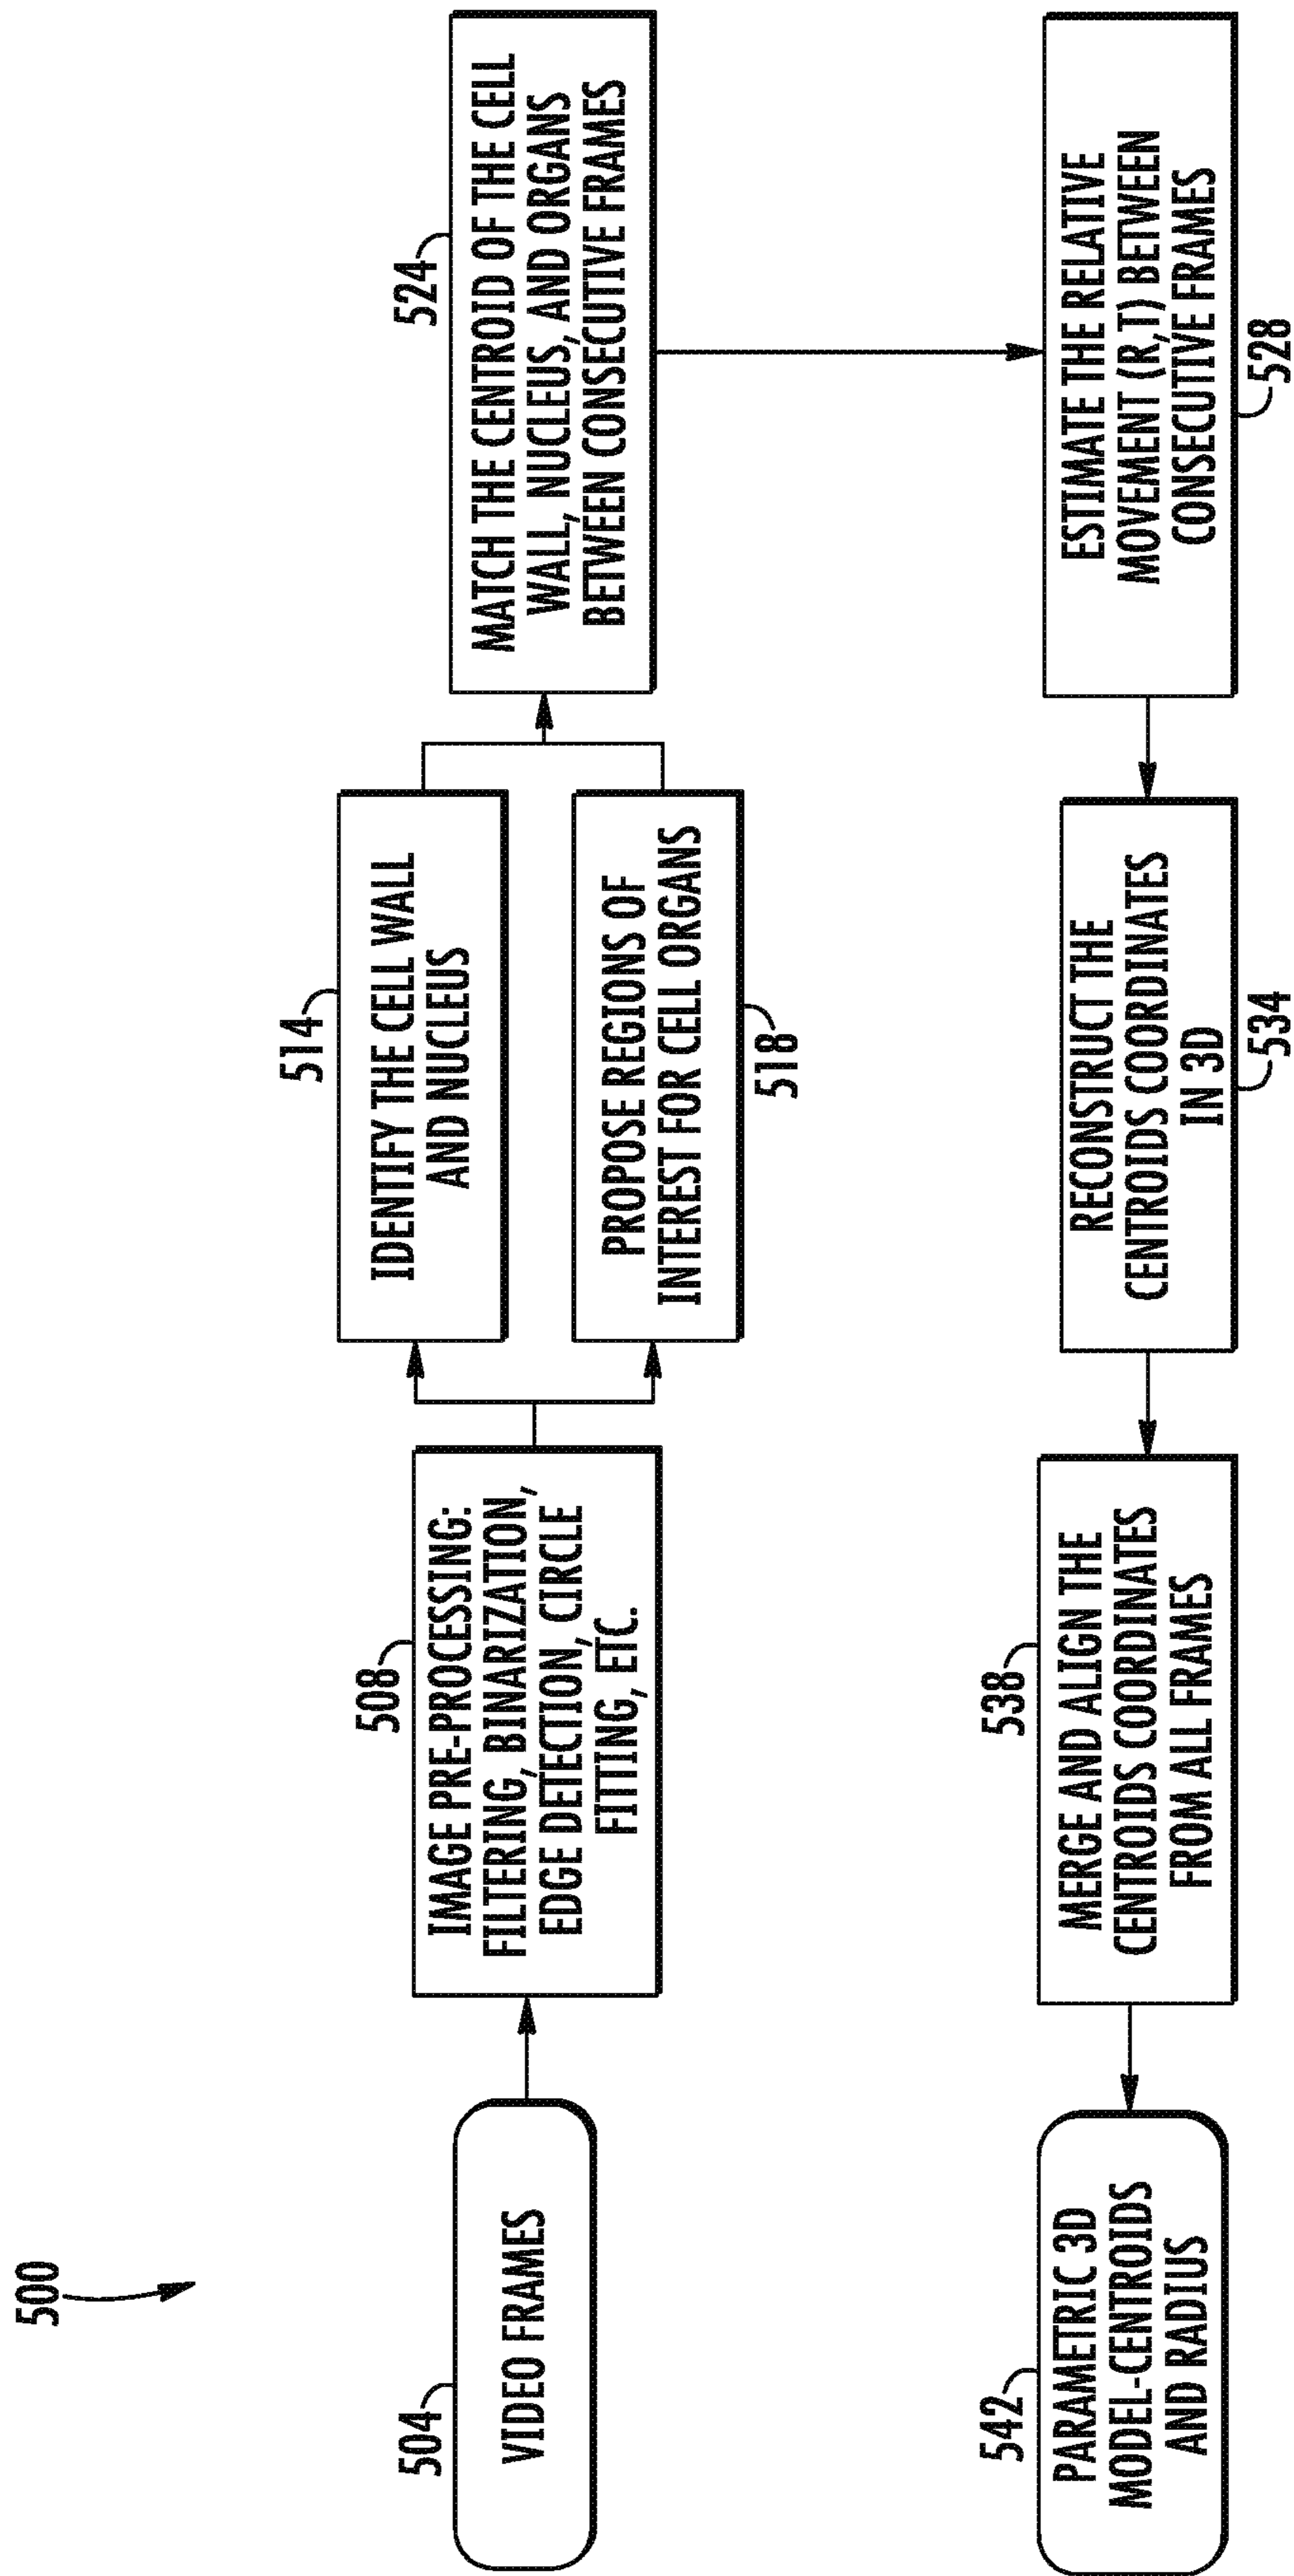 500
504
VIDEO FRAMES
508
IMAGE PRE-PROCESSING:
FILTERING, BINARIZATION,
EDGE DETECTION, CIRCLE
FITTING, ETC.
514
IDENTIFY THE CELL WALL
AND NUCLEUS
PROPOSE REGIONS OF
INTEREST FOR CELL ORGANS
518
524
MATCH THE CENTROID OF THE CELL
WALL, NUCLEUS, AND ORGANS
BETWEEN CONSECUTIVE FRAMES
ESTIMATE THE RELATIVE
MOVEMENT (R,T) BETWEEN
CONSECUTIVE FRAMES
528
RECONSTRUCT THE
CENTROIDS COORDINATES
IN 3D
534
538
MERGE AND ALIGN THE
CENTROIDS COORDINATES
FROM ALL FRAMES
542
PARAMETRIC 3D
MODEL-CENTROIDS
AND RADIUS